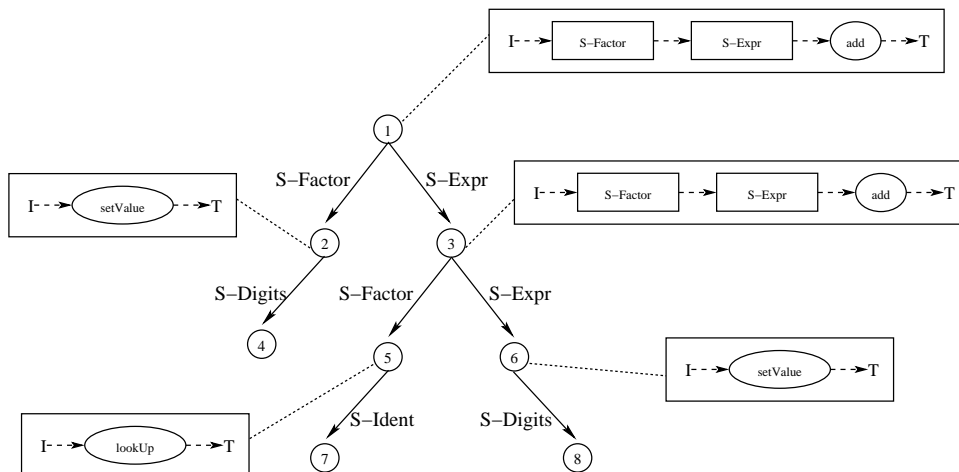 I S−Factor S−Expr add T
1
S−Factor S−Expr
I setValue T
I S−Factor S−Expr add T
2 3
S−Digits S−Factor S−Expr
4 5 6
I setValue T
S−Ident S−Digits
I lookUp T
7 8